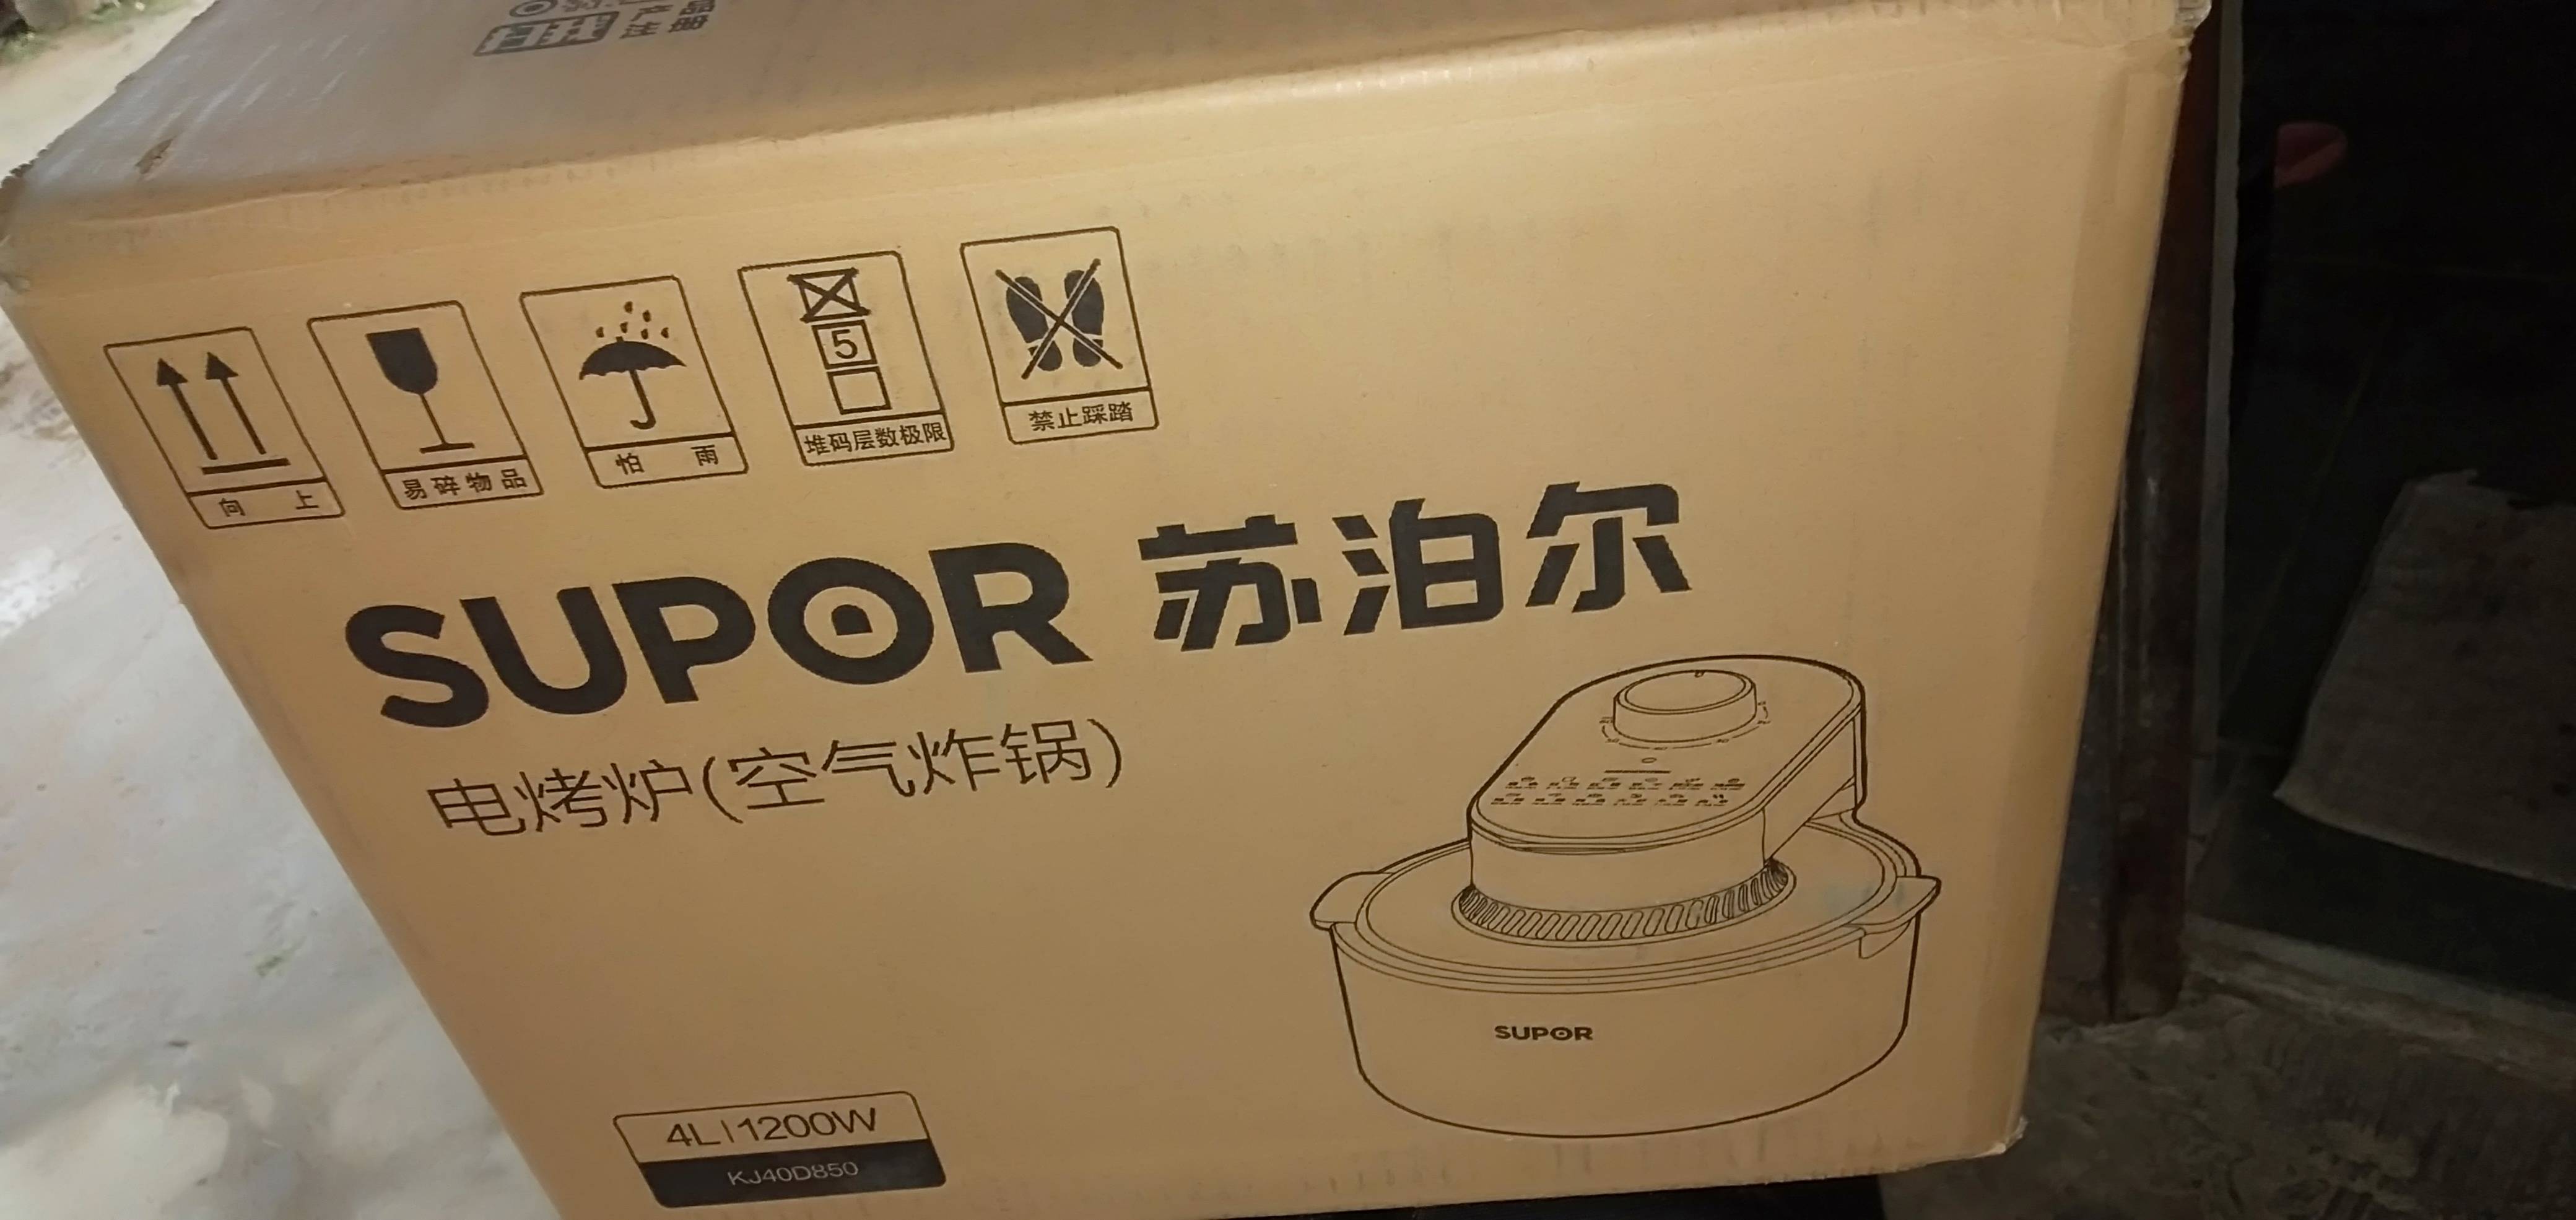 向上
易碎物品
怕雨
5
堆码层数极限
禁止踩踏
SUPOR 苏泊尔
电烤炉(空气炸锅)
SUPOR
4L|1200W
KJ40D850